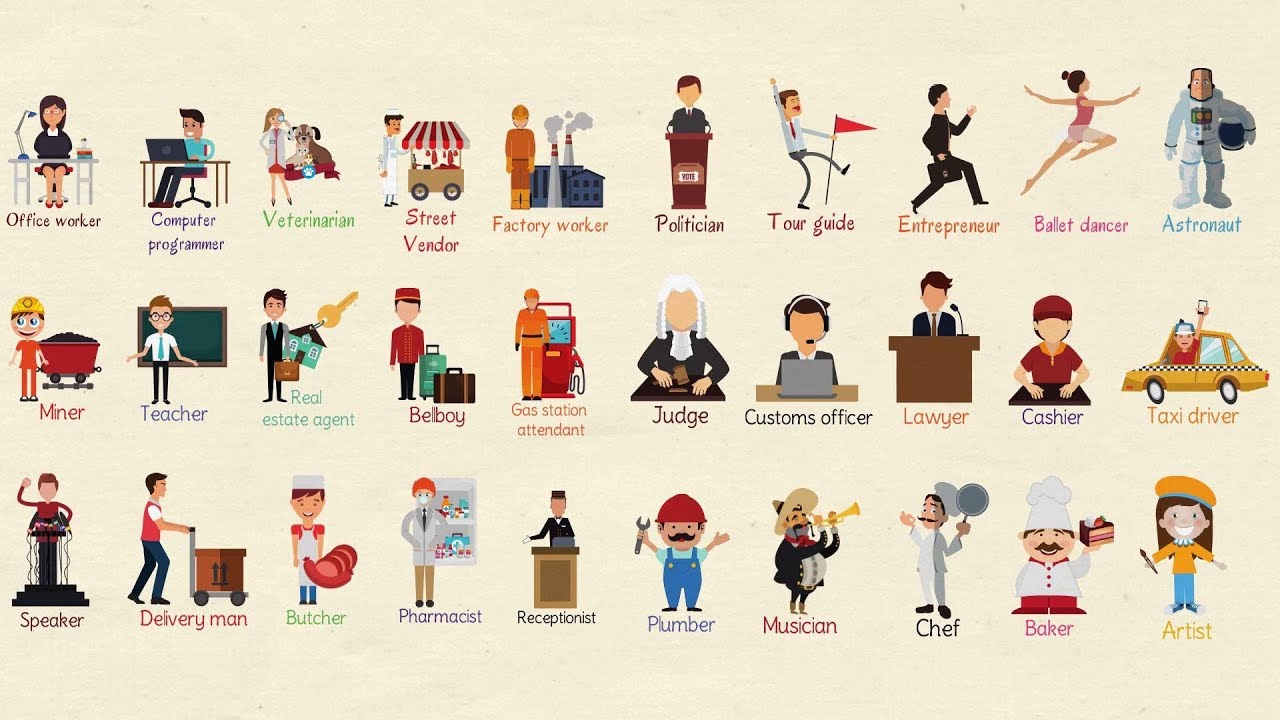 Office worker
Computer
programmer
Veterinarian
Street
Vendor
Factory worker
VOTE
Politician
Tour guide
Entrepreneur
Ballet dancer
Astronaut
Miner
Teacher
Real
estate agent
Bellboy
Gas station
attendant
Judge
Customs officer
Lawyer
Cashier
Taxi driver
Speaker
Delivery man
Butcher
Pharmacist
Receptionist
Plumber
Musician
Chef
Baker
Artist